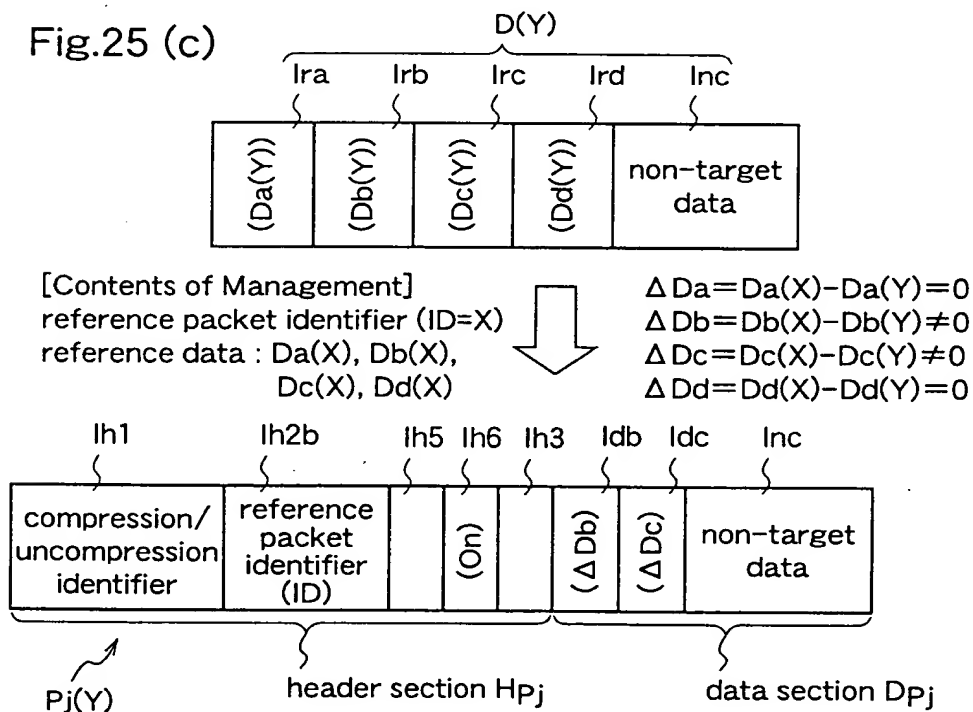 Fig.25 (c)
D(Y)
Ira Irb Irc Ird Inc
(Da(Y)) (Db(Y)) (Dc(Y)) (Dd(Y)) non-target data
[Contents of Management]
reference packet identifier (ID=X)
reference data : Da(X), Db(X),
Dc(X), Dd(X)
ΔDa=Da(X)-Da(Y)=0
ΔDb=Db(X)-Db(Y)≠0
ΔDc=Dc(X)-Dc(Y)≠0
ΔDd=Dd(X)-Dd(Y)=0
Ih1 Ih2b Ih5 Ih6 Ih3 Idb Idc Inc
compression/
uncompression
identifier
reference
packet
identifier
(ID)
(On)
(ΔDb)
(ΔDc)
non-target
data
Pj(Y)
header section HPj
data section DPj